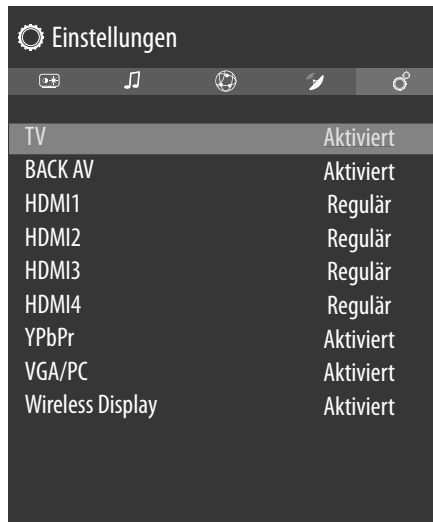 Einstellungen
TV Aktiviert
BACK AV Aktiviert
HDMI1 Regulär
HDMI2 Regulär
HDMI3 Regulär
HDMI4 Regulär
YPbPr Aktiviert
VGA/PC Aktiviert
Wireless Display Aktiviert